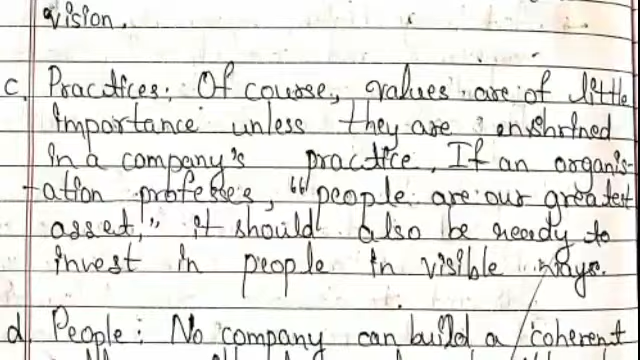 vision.
c. Practices: Of course, values are of little
importance unless they are enshrined
in a company's practice. If an organis-
-ation professes, "people are our greatest
asset," it should also be ready to
invest in people in visible ways.
d. People: No company can build a coherent